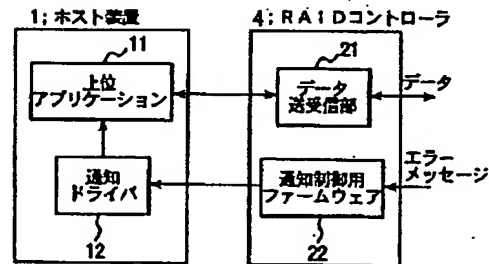 1;ホスト装置
4;RAIDコントローラ
11
上位
アプリケーション
21
データ
送受信部
データ
通知
ドライバ
12
通知制御用
ファームウェア
22
エラー
メッセージ